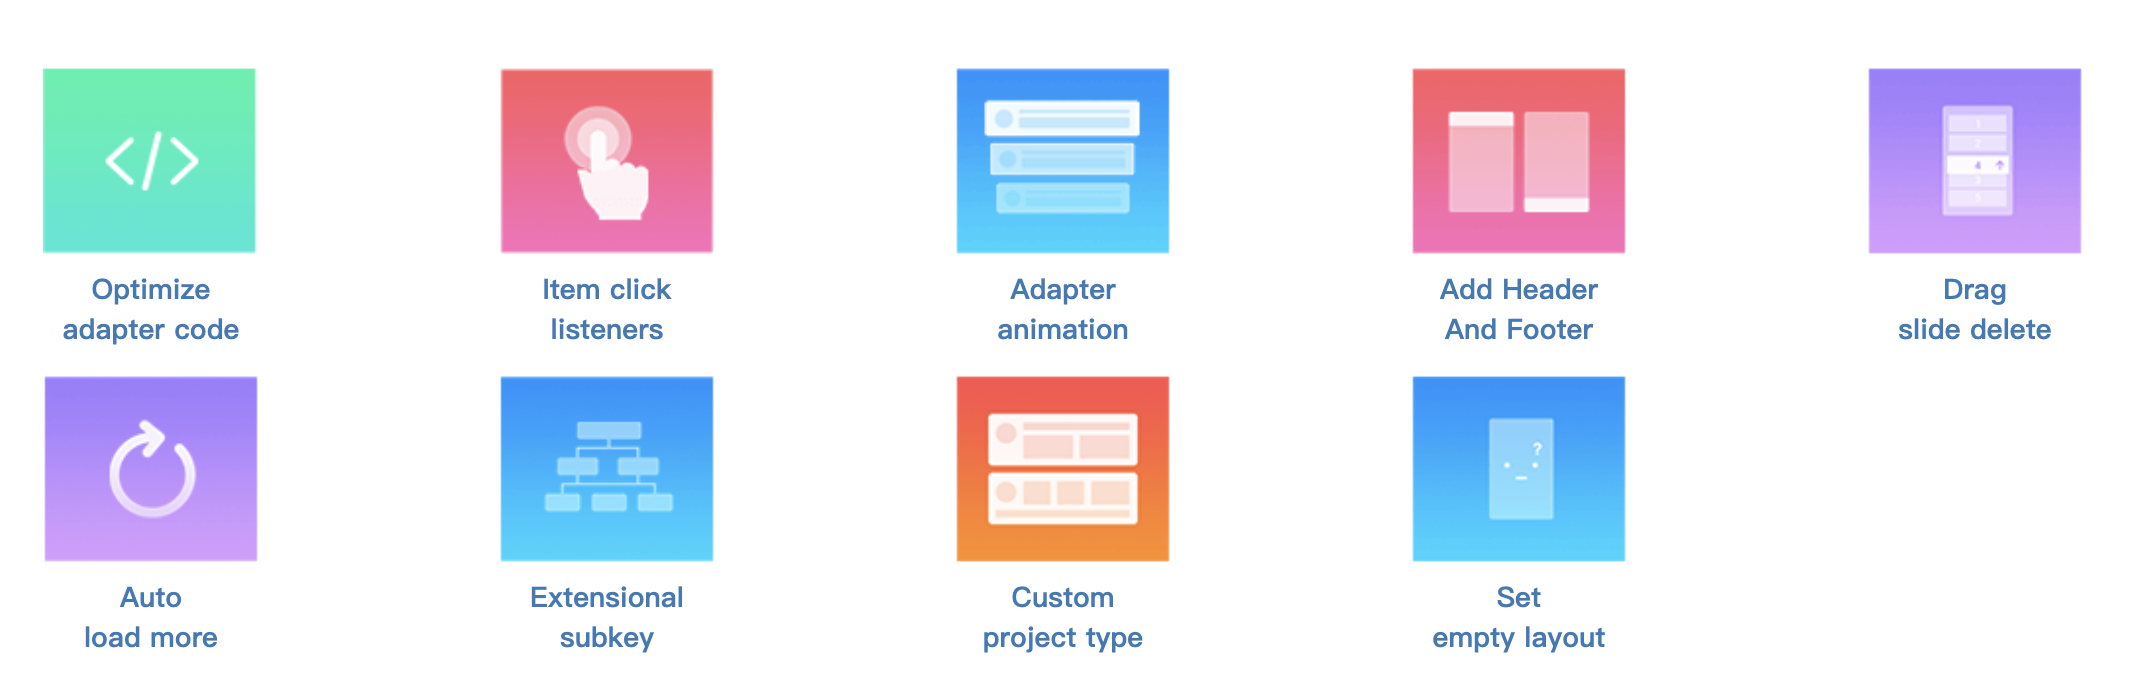 Optimize
adapter code
Item click
listeners
Adapter
animation
Add Header
And Footer
4
Drag
slide delete
Auto
load more
Extensional
subkey
Custom
project type
?
Set
empty layout